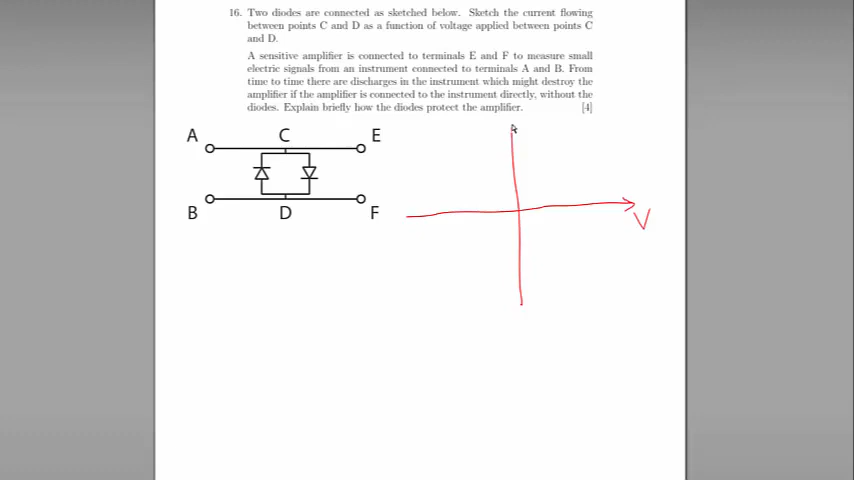 16. Two diodes are connected as sketched below. Sketch the current flowing
between points C and D as a function of voltage applied between points C
and D.
A sensitive amplifier is connected to terminals E and F to measure small
electric signals from an instrument connected to terminals A and B. From
time to time there are discharges in the instrument which might destroy the
amplifier if the amplifier is connected to the instrument directly, without the
diodes. Explain briefly how the diodes protect the amplifier. [4]
A C E
B D F
V